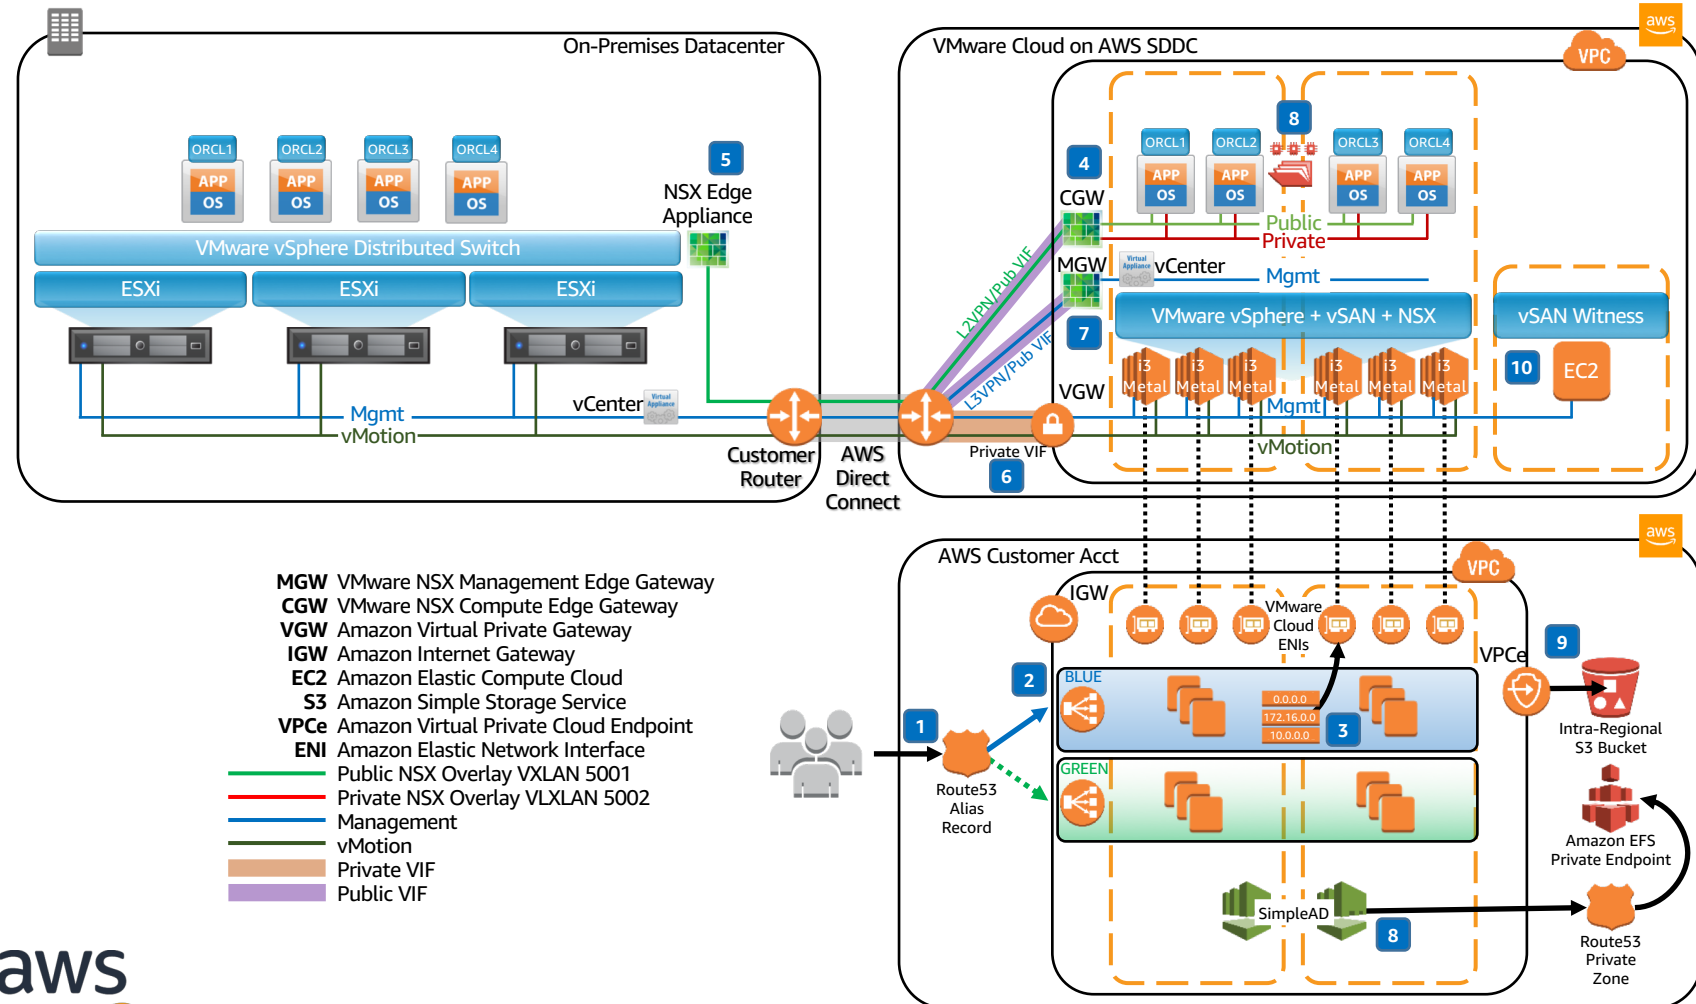 On-Premises Datacenter
ORCL1
ORCL2
ORCL3
ORCL4
APP
OS
APP
OS
APP
OS
APP
OS
5
NSX Edge
Appliance
VMware vSphere Distributed Switch
ESXi
ESXi
ESXi
vCenter
Virtual
Appliance
Mgmt
vMotion
Customer
Router
AWS
Direct
Connect
aws
VMware Cloud on AWS SDDC
VPC
8
ORCL1
ORCL2
ORCL3
ORCL4
APP
OS
APP
OS
APP
OS
APP
OS
4
CGW
Public
Private
L2VPN/Pub VIF
MGW
Virtual
Appliance
vCenter
Mgmt
L3VPN/Pub VIF
7
VMware vSphere + vSAN + NSX
vSAN Witness
i3
Metal
i3
Metal
i3
Metal
i3
Metal
i3
Metal
i3
Metal
10
EC2
VGW
Mgmt
vMotion
Private VIF
6
aws
AWS Customer Acct
VPC
IGW
VMware
Cloud
ENIs
VPCe
9
2
BLUE
0.0.0.0
172.16.0.0
10.0.0.0
3
Intra-Regional
S3 Bucket
1
Route53
Alias
Record
GREEN
Amazon EFS
Private Endpoint
SimpleAD
8
Route53
Private
Zone
MGW VMware NSX Management Edge Gateway
CGW VMware NSX Compute Edge Gateway
VGW Amazon Virtual Private Gateway
IGW Amazon Internet Gateway
EC2 Amazon Elastic Compute Cloud
S3 Amazon Simple Storage Service
VPCe Amazon Virtual Private Cloud Endpoint
ENI Amazon Elastic Network Interface
Public NSX Overlay VXLAN 5001
Private NSX Overlay VLXLAN 5002
Management
vMotion
Private VIF
Public VIF
aws